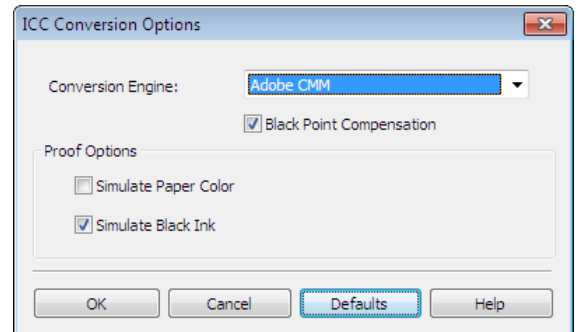 ICC Conversion Options
Conversion Engine: Adobe CMM
Black Point Compensation
Proof Options
Simulate Paper Color
Simulate Black Ink
OK Cancel Defaults Help